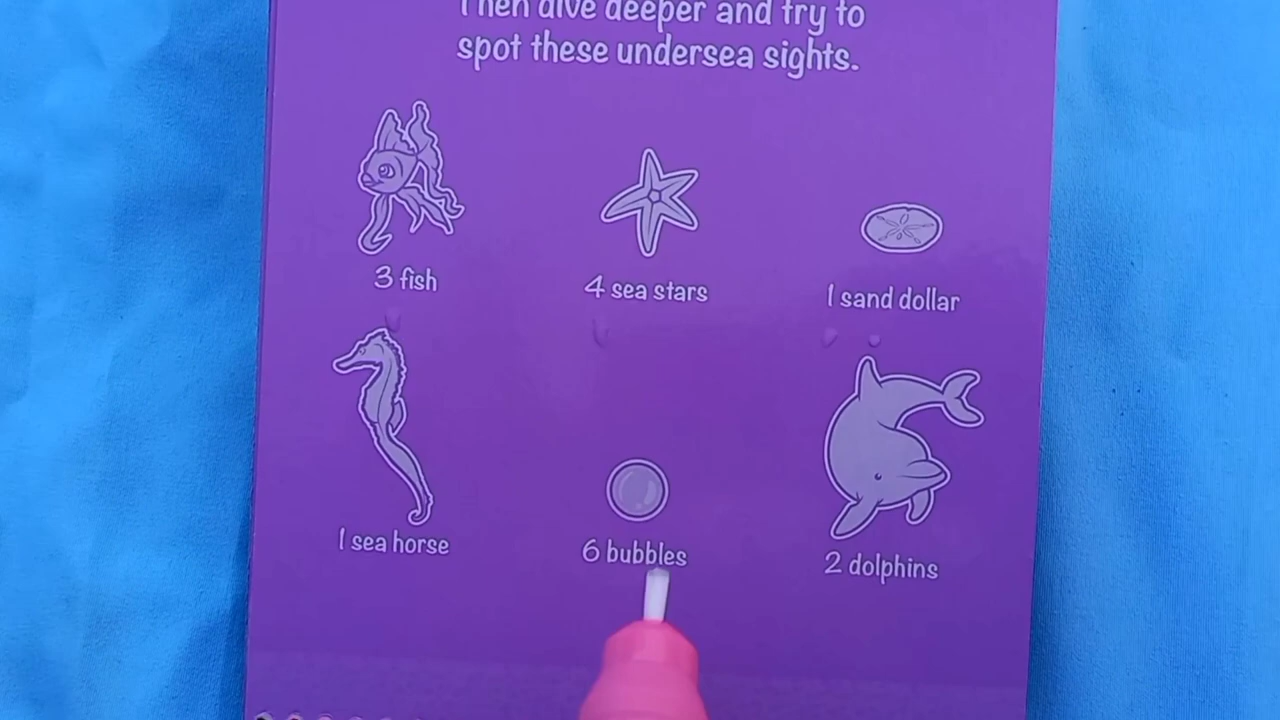 Then dive deeper and try to
spot these undersea sights.
3 fish
4 sea stars
1 sand dollar
1 sea horse
6 bubbles
2 dolphins